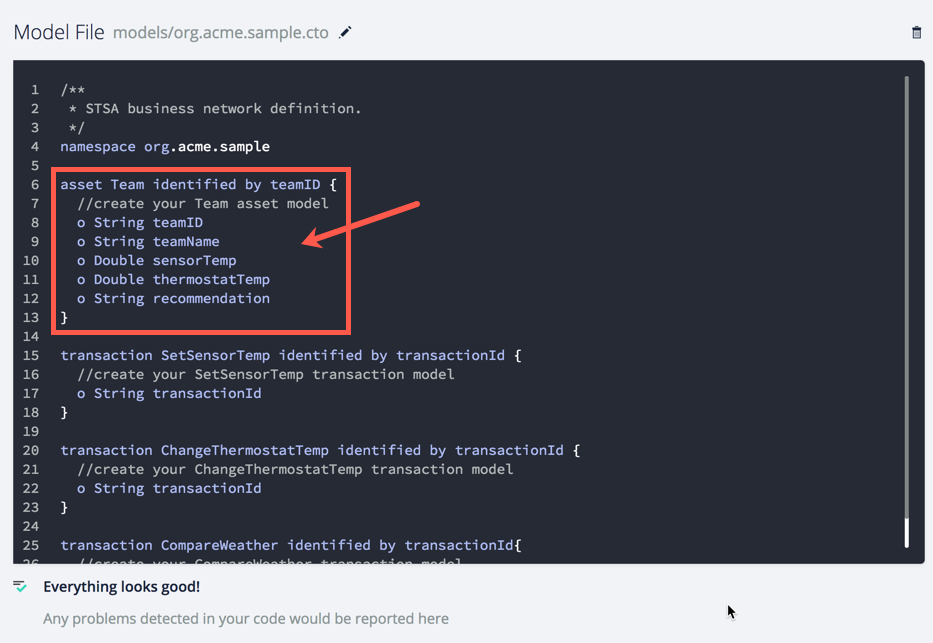 Model File models/org.acme.sample.cto
1 /**
2 * STSA business network definition.
3 */
4 namespace org.acme.sample
5
6 asset Team identified by teamID {
7 //create your Team asset model
8 o String teamID
9 o String teamName
10 o Double sensorTemp
11 o Double thermostatTemp
12 o String recommendation
13 }
14
15 transaction SetSensorTemp identified by transactionId {
16 //create your SetSensorTemp transaction model
17 o String transactionId
18 }
19
20 transaction ChangeThermostatTemp identified by transactionId {
21 //create your ChangeThermostatTemp transaction model
22 o String transactionId
23 }
24
25 transaction CompareWeather identified by transactionId{
26 //create your CompareWeather transaction model
Everything looks good!
Any problems detected in your code would be reported here